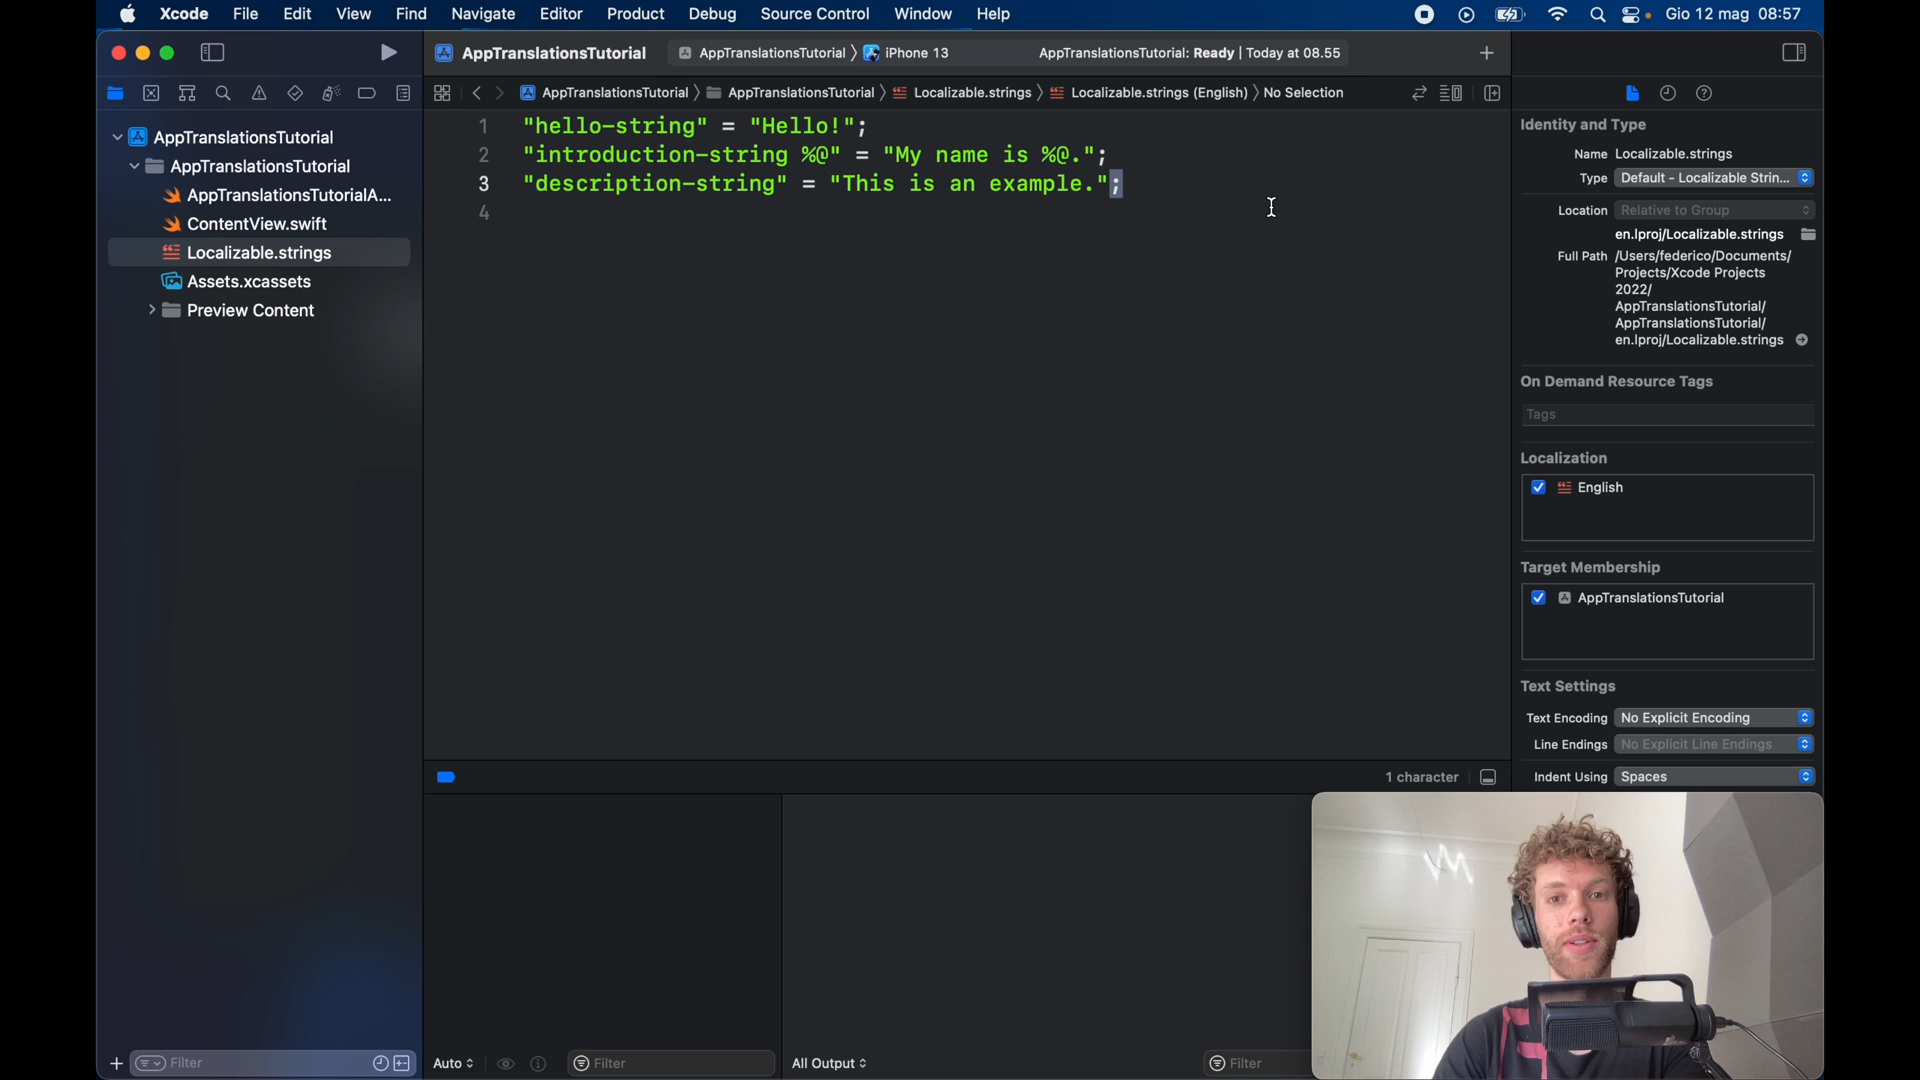 Xcode File Edit View Find Navigate Editor Product Debug Source Control Window Help Gio 12 mag 08:57
AppTranslationsTutorial AppTranslationsTutorial iPhone 13 AppTranslationsTutorial: Ready | Today at 08.55
AppTranslationsTutorial AppTranslationsTutorial Localizable.strings Localizable.strings (English) No Selection
AppTranslationsTutorial
AppTranslationsTutorial
AppTranslationsTutorialA...
ContentView.swift
Localizable.strings
Assets.xcassets
Preview Content
Filter
1 "hello-string" = "Hello!";
2 "introduction-string %@" = "My name is %@.";
3 "description-string" = "This is an example.";
4
1 character
Auto
Filter
All Output
Filter
Identity and Type
Name Localizable.strings
Type Default - Localizable Strin...
Location Relative to Group
en.lproj/Localizable.strings
Full Path /Users/federico/Documents/
Projects/Xcode Projects
2022/
AppTranslationsTutorial/
AppTranslationsTutorial/
en.lproj/Localizable.strings
On Demand Resource Tags
Tags
Localization
English
Target Membership
AppTranslationsTutorial
Text Settings
Text Encoding No Explicit Encoding
Line Endings No Explicit Line Endings
Indent Using Spaces